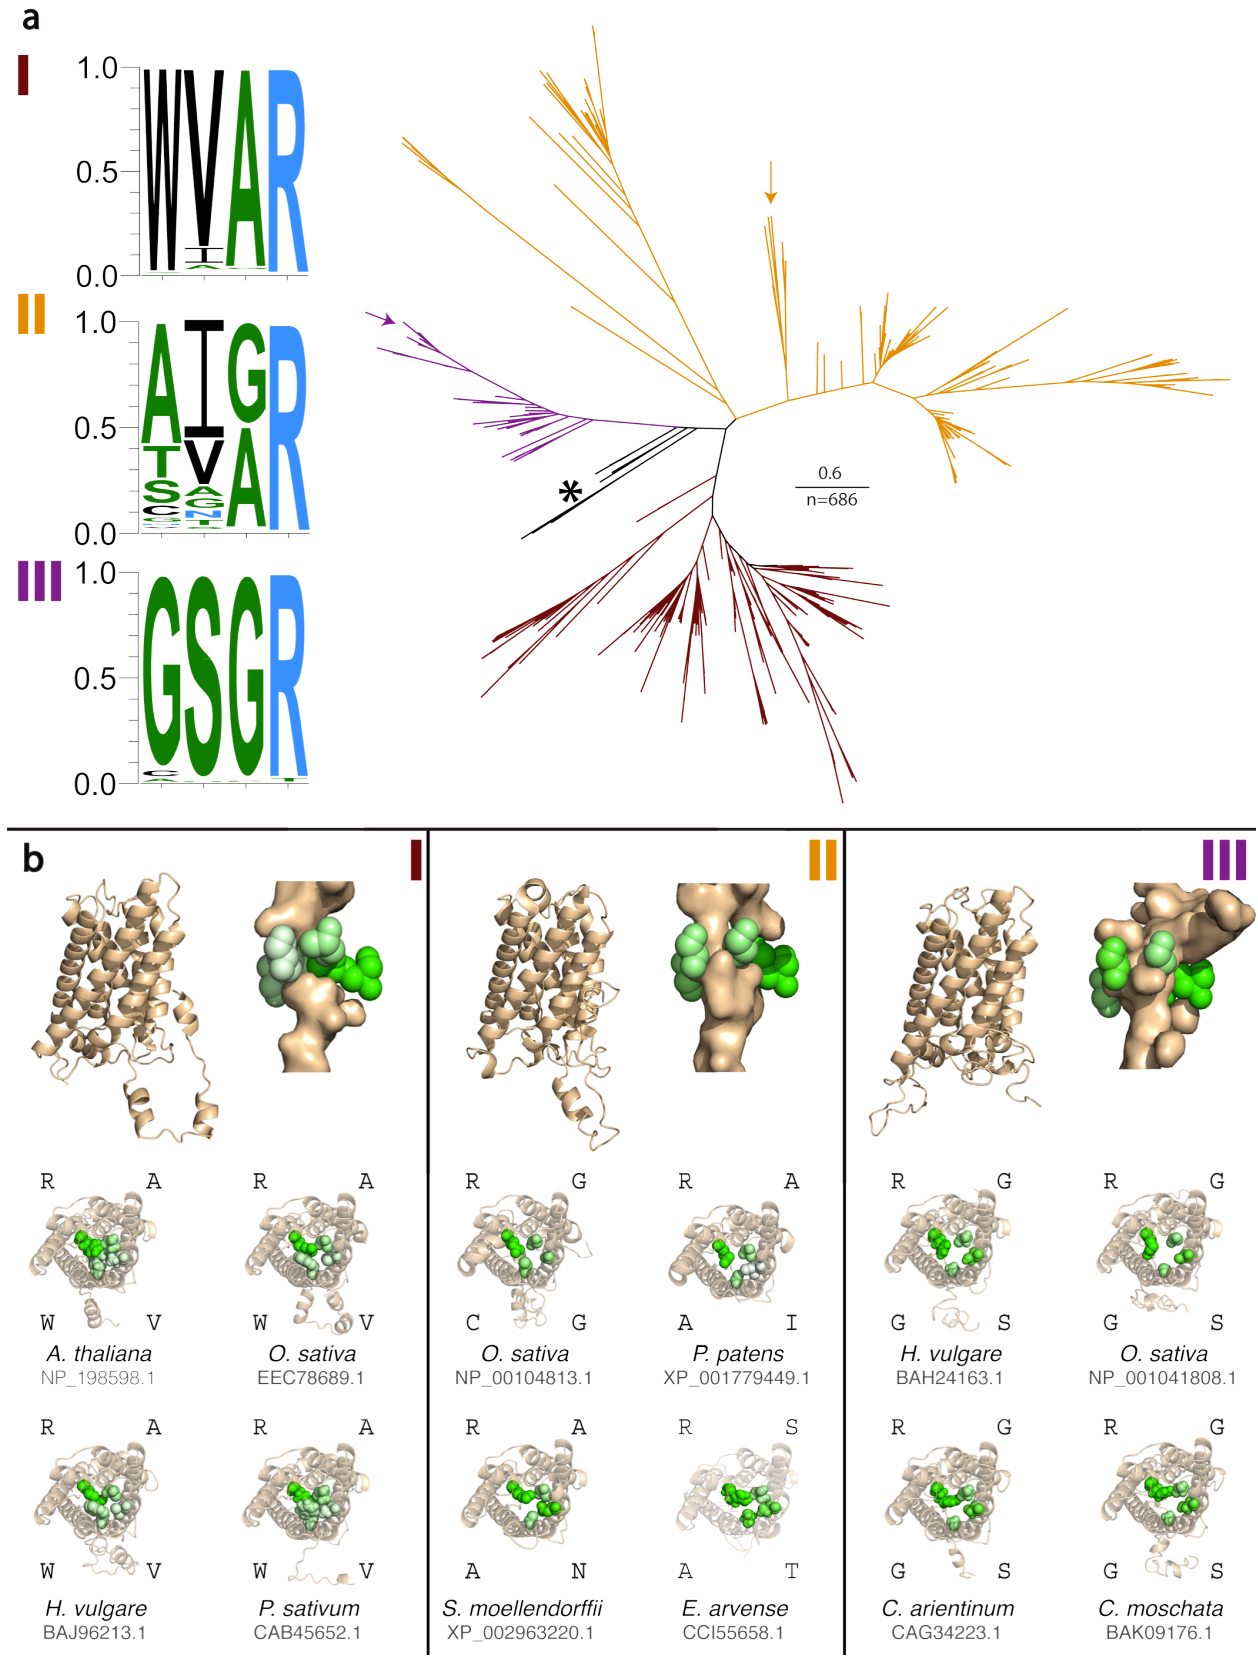 a
I
1.0
0.5
0.0
W V A R
I
A
II
1.0
0.5
0.0
A I G R
T V A
S A
C G
G N
T
III
1.0
0.5
0.0
G S G R
C
A
*
0.6
n=686
b
I
II
III
R A R A R G R A R G R G
W V W V C G A I G S G S
A. thaliana O. sativa O. sativa P. patens H. vulgare O. sativa
NP_198598.1 EEC78689.1 NP_00104813.1 XP_001779449.1 BAH24163.1 NP_001041808.1
R A R A R A R S R G R G
W V W V A N A T G S G S
H. vulgare P. sativum S. moellendorffii E. arvense C. arientinum C. moschata
BAJ96213.1 CAB45652.1 XP_002963220.1 CCI55658.1 CAG34223.1 BAK09176.1